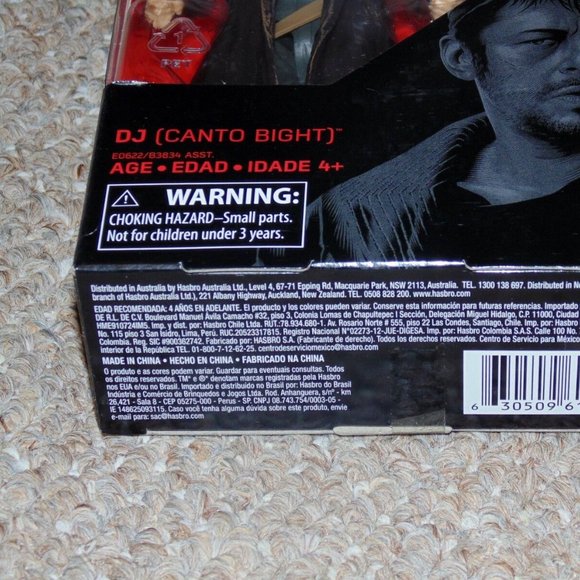 PET
DJ (CANTO BIGHT)™
E0622/B3834 ASST.
AGE • EDAD • IDADE 4+
WARNING:
CHOKING HAZARD—Small parts.
Not for children under 3 years.
Distributed in Australia by Hasbro Australia Ltd., Level 4, 67-71 Epping Rd, Macquarie Park, NSW 2113, Australia. TEL. 1300 138 697. Distributed in
branch of Hasbro Australia Ltd.), 221 Albany Highway, Auckland, New Zealand. TEL. 0508 828 200. www.hasbro.com.
EDAD RECOMENDADA: 4 AÑOS EN ADELANTE. El producto y los colores pueden variar. Conserve esta información para futuras referencias. Importado
DE R.L. DE C.V. Boulevard Manuel Ávila Camacho #32, piso 3, Colonia Lomas de Chapultepec I Sección, Delegación Miguel Hidalgo, C.P. 11000, Ciudad
HME910724IM5. Imp. y dist. por Hasbro Chile Ltda. RUT.:78.934.680-1. Av. Rosario Norte # 555, piso 22 Las Condes, Santiago, Chile. Imp. por Hasbro
No. 115 piso 3 San Isidro, Lima, Perú, RUC.20523317815. Registro Nacional Nº02273-12-JUE-DIGESA. Imp. por Hasbro Colombia S.A.S. Calle 100 No.
Colombia. Reg. SIC #900362742. Fabricado por: HASBRO S.A. (Fabricante de derecho). Todos los derechos reservados. Centro de Servicio para México
interior de la República TEL. 01-800-7-12-62-25. centrodeserviciomexico@hasbro.com
MADE IN CHINA. • HECHO EN CHINA. • FABRICADO NA CHINA
O produto e as cores podem variar. Guardar para eventuais consultas. Todos
os direitos reservados. TM* e ®* denotam marcas registradas pela Hasbro
nos EUA e/ou no Brasil. Importado e distribuído no Brasil por: Hasbro do Brasil
Indústria e Comércio de Brinquedos e Jogos Ltda. Rod. Anhanguera, s/nº - km
26,421 - Sala B - CEP 05275-000 - Perus - SP. CNPJ 08.743.754/0003-05 -
IE 148625093115. Caso você tenha alguma dúvida sobre este produto, envie
e-mail para: sac@hasbro.com
6 30509